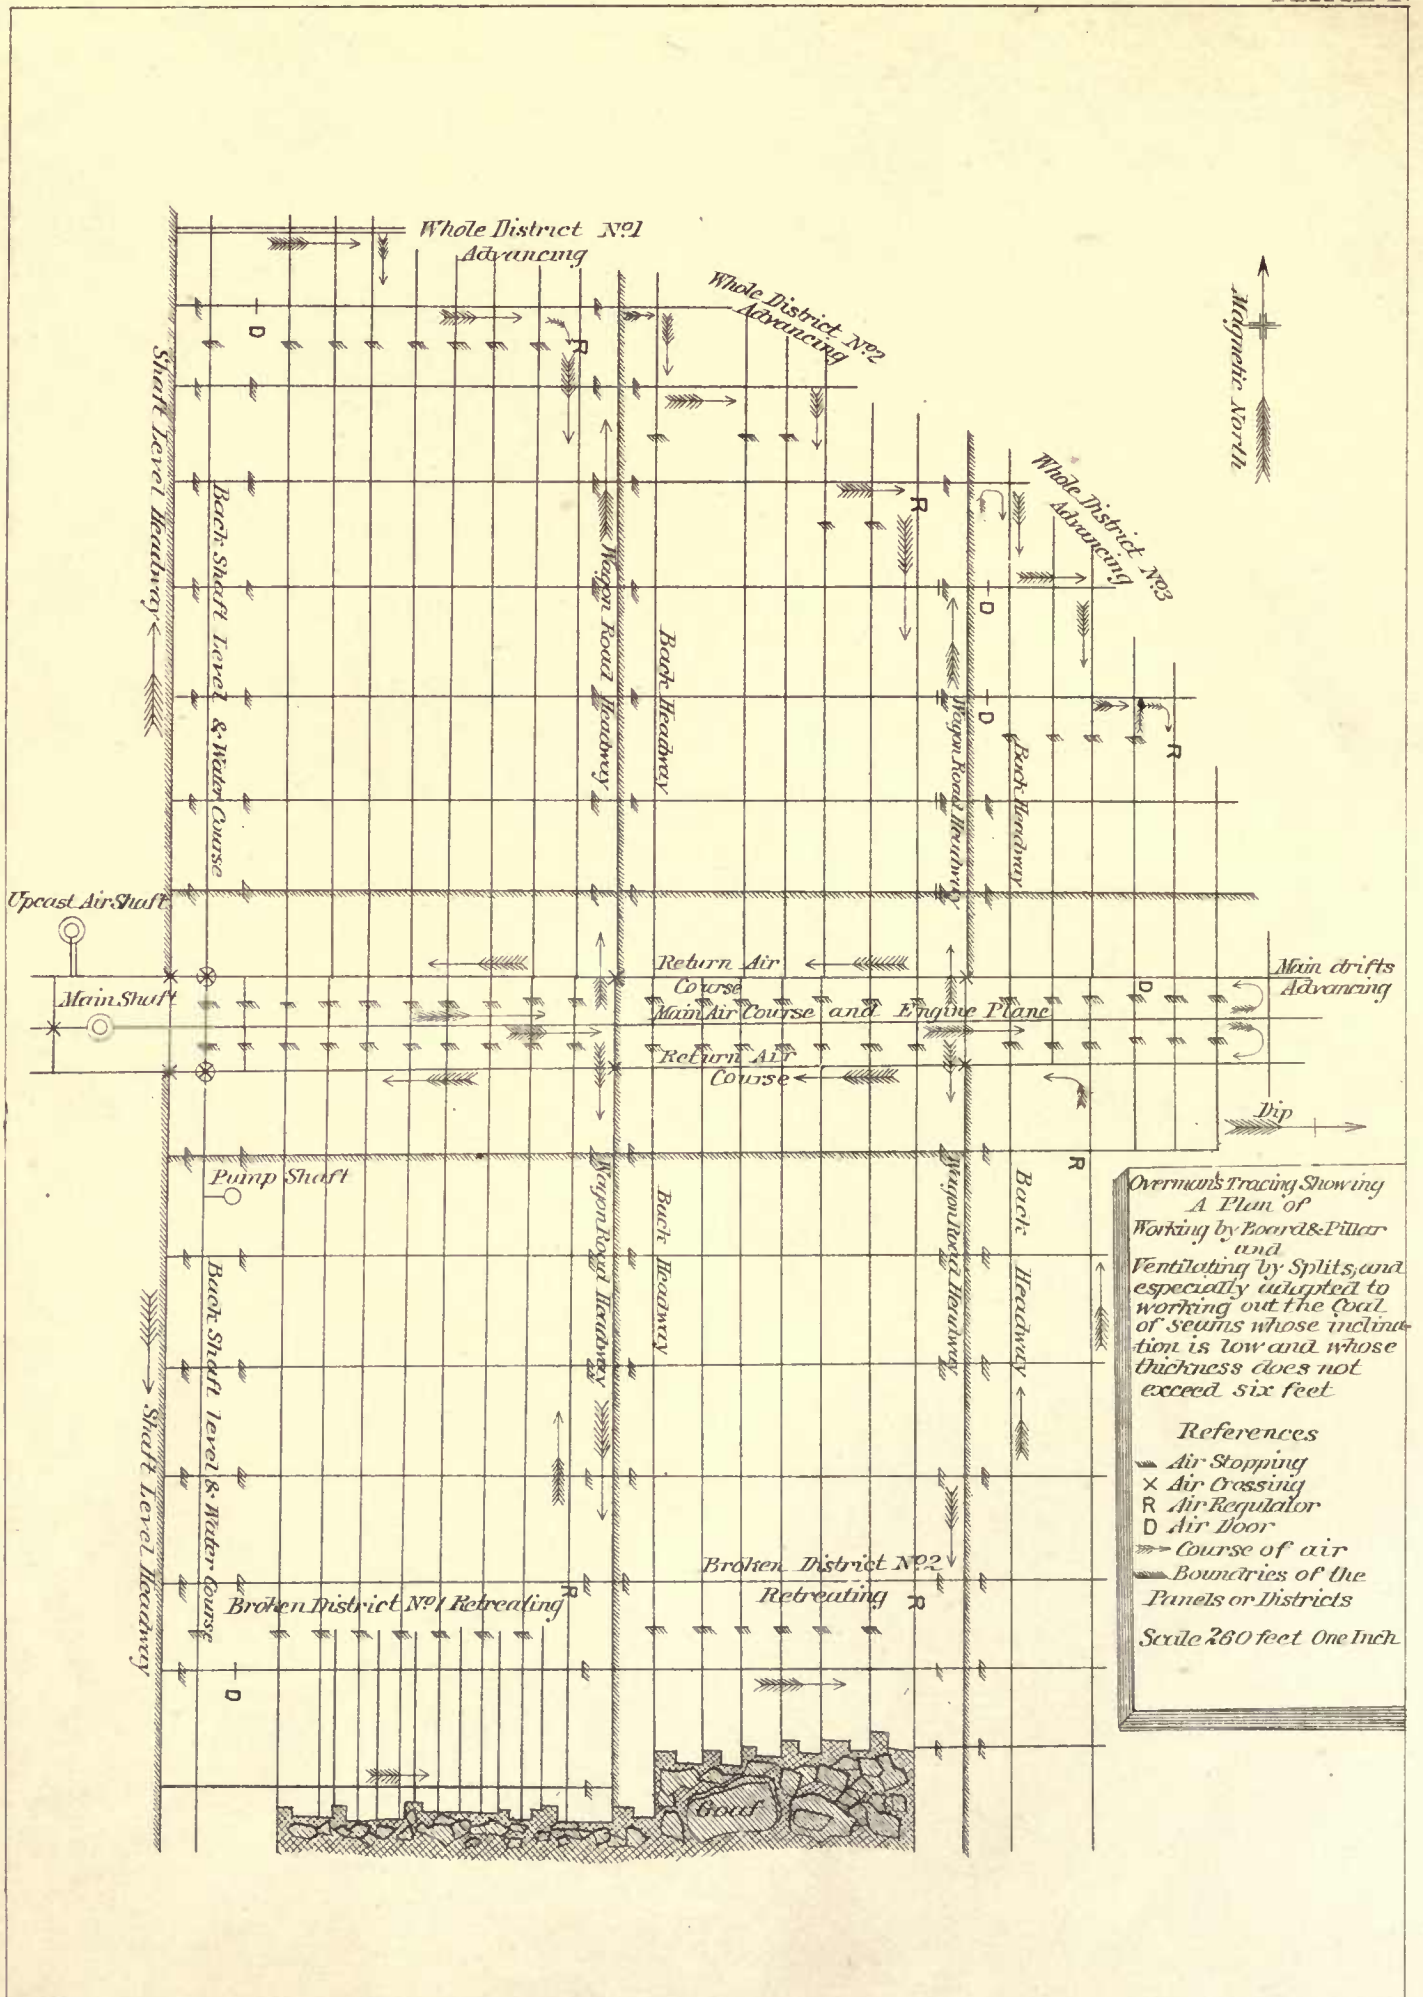 Whole District Nº1
Advancing
Whole District Nº2
Advancing
Magnetic North
D
R
Shaft Level Headway
Back Shaft Level & Water Course
Wagon Road Headway
Back Headway
R
Whole District Nº3
Advancing
D
D
Wagon Road Headway
Back Headway
R
Upcast Air Shaft
Main Shaft
Return Air
Course
Main Air Course and Engine Plane
Return Air
Course
D
Main drifts
Advancing
Dip
R
Pump Shaft
Shaft Level Headway
Back Shaft level & Water Course
Wagon Road Headway
Back Headway
Wagon Road Headway
Back Headway
Broken District Nº1 Retreating
R
Broken District Nº2
Retreating
R
D
Goaf
Overman's Tracing Showing
A Plan of
Working by Board & Pillar
and
Ventilating by Splits, and
especially adapted to
working out the Coal
of seams whose inclina-
tion is low and whose
thickness does not
exceed six feet
References
Air Stopping
X Air Crossing
R Air Regulator
D Air Door
Course of air
Boundries of the
Panels or Districts
Scale 260 feet One Inch